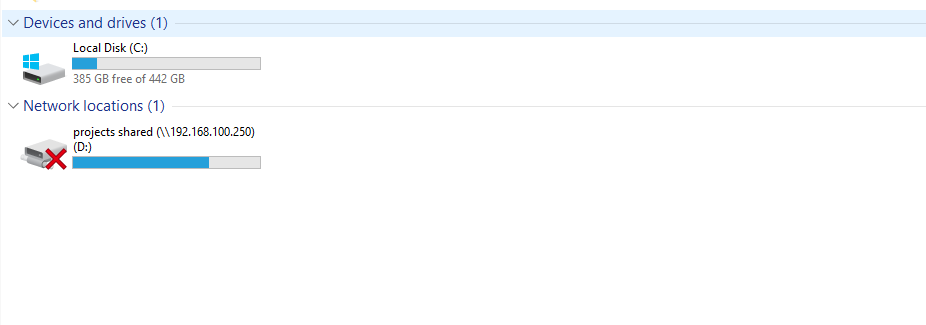 Devices and drives (1)
Local Disk (C:)
385 GB free of 442 GB
Network locations (1)
projects shared (\\192.168.100.250)
(D:)